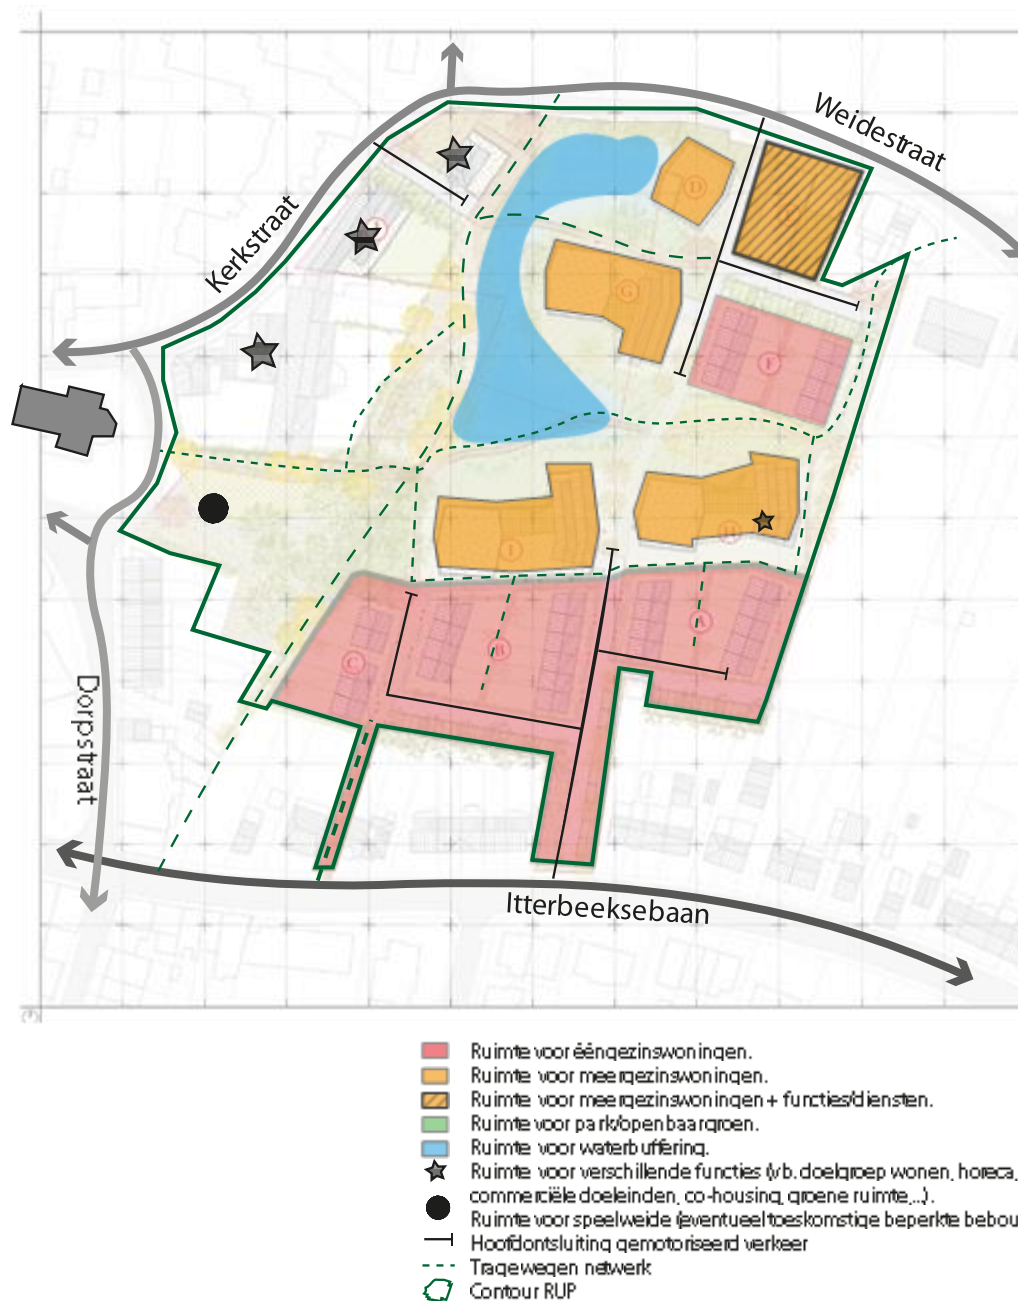 Weidestraat
Kerkstraat
D
G
F
I
H
A
B
C
Dorpstraat
Itterbeeksebaan
Ruimte voor ééngezinswoningen.
Ruimte voor meergezinswoningen.
Ruimte voor meergezinswoningen + functies/diensten.
Ruimte voor park/openbaar groen.
Ruimte voor waterbuffering.
Ruimte voor verschillende functies (vb. doelgroep wonen, horeca,
commerciële doeleinden, co-housing, groene ruimte,...).
Ruimte voor speelweide (eventueel toeskomstige beperkte bebou
Hoofdontsluiting gemotoriseerd verkeer
Tragewegen netwerk
Contour RUP